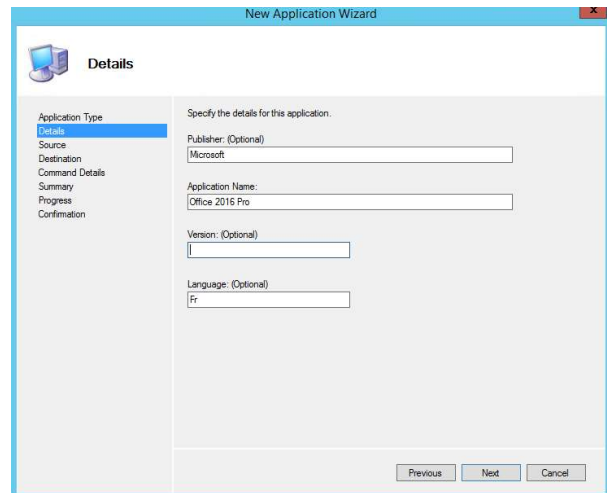 New Application Wizard
x
Details
Application Type
Details
Source
Destination
Command Details
Summary
Progress
Confirmation
Specify the details for this application.
Publisher: (Optional)
Microsoft
Application Name:
Office 2016 Pro
Version: (Optional)
Language: (Optional)
Fr
Previous Next Cancel